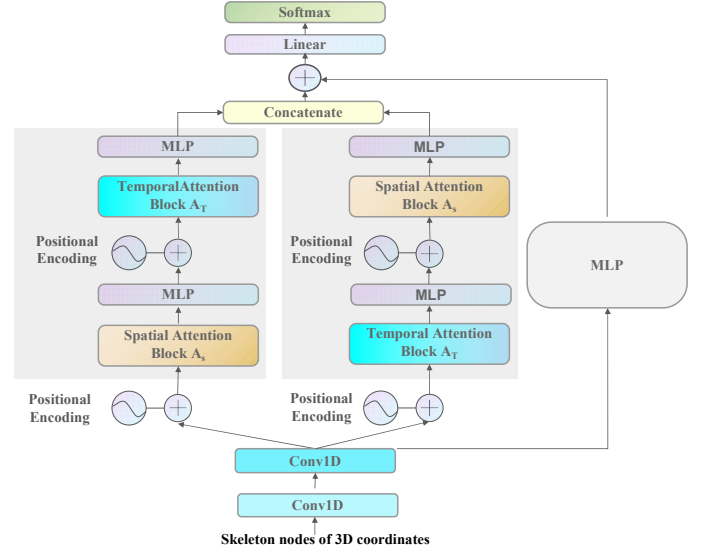 Softmax
Linear
Concatenate
MLP
TemporalAttention
Block A_T
Positional
Encoding
MLP
Spatial Attention
Block A_s
Positional
Encoding
MLP
Spatial Attention
Block A_s
Positional
Encoding
MLP
Temporal Attention
Block A_T
Positional
Encoding
MLP
Conv1D
Conv1D
Skeleton nodes of 3D coordinates